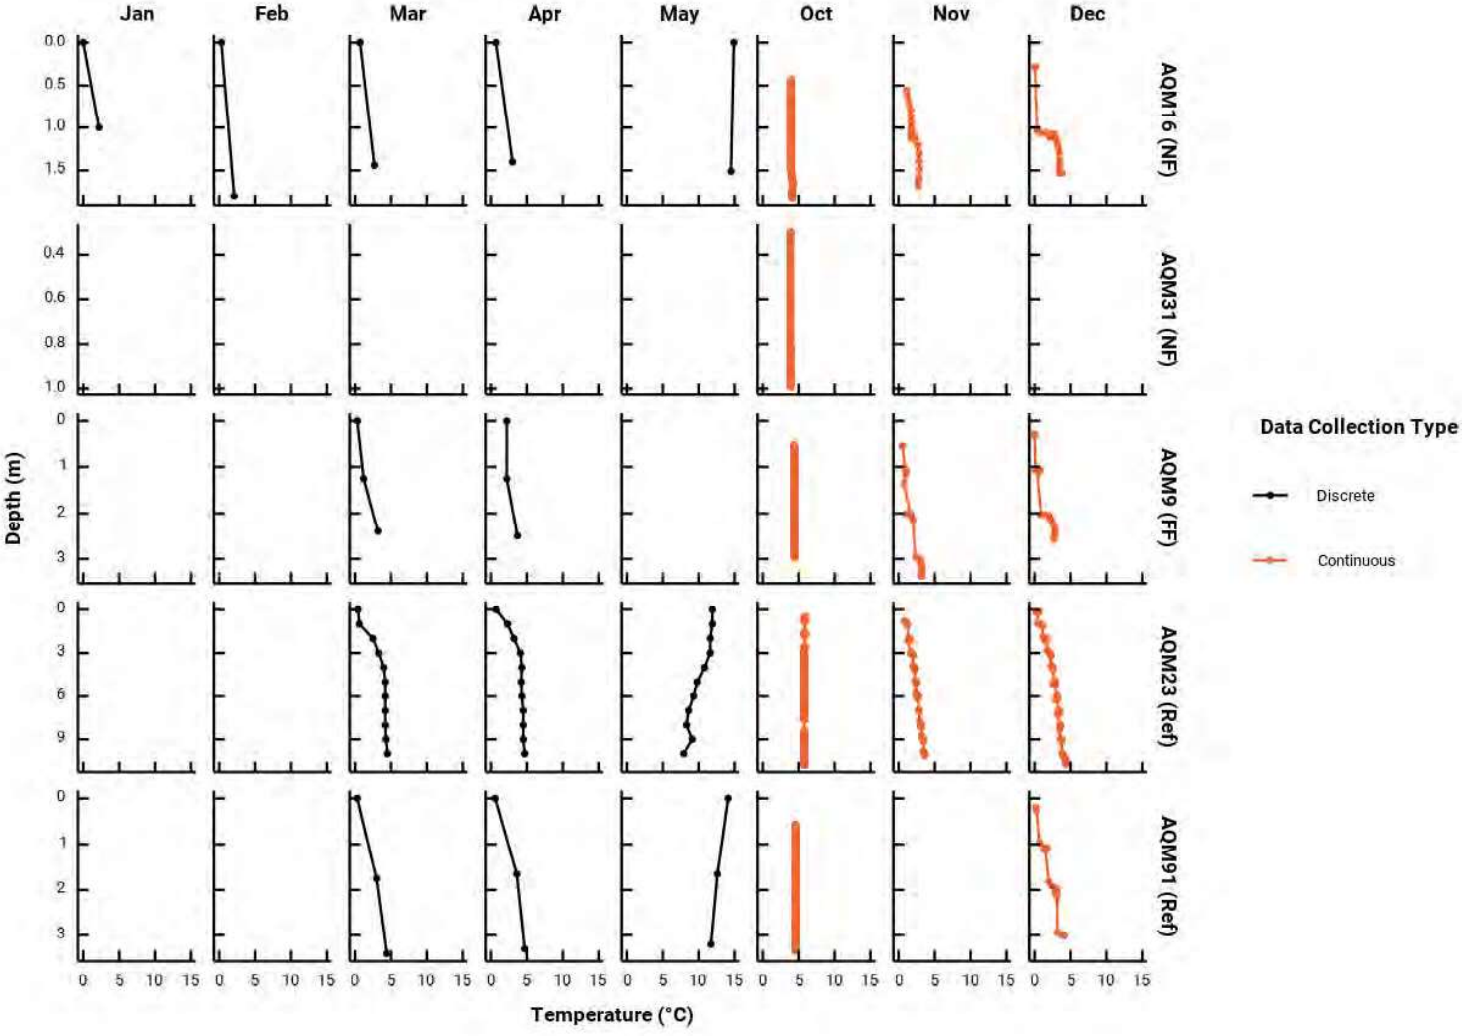 Jan Feb Mar Apr May Oct Nov Dec
0.0
0.5
1.0
1.5
AQM16 (NF)
0.4
0.6
0.8
1.0
AQM31 (NF)
0
1
2
3
AQM9 (FF)
0
3
6
9
AQM23 (Ref)
0
1
2
3
AQM91 (Ref)
0 5 10 15 0 5 10 15 0 5 10 15 0 5 10 15 0 5 10 15 0 5 10 15 0 5 10 15 0 5 10 15
Depth (m)
Temperature (°C)
Data Collection Type
Discrete
Continuous